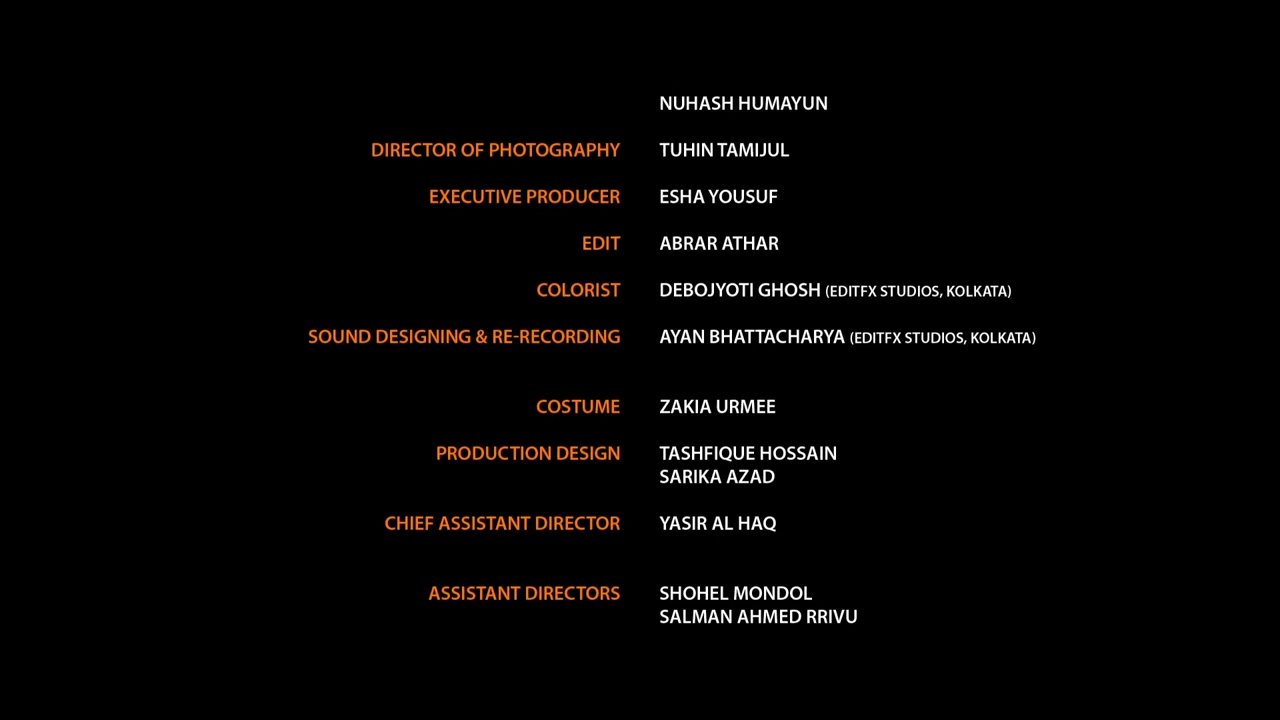 NUHASH HUMAYUN
DIRECTOR OF PHOTOGRAPHY TUHIN TAMIJUL
EXECUTIVE PRODUCER ESHA YOUSUF
EDIT ABRAR ATHAR
COLORIST DEBOJYOTI GHOSH (EDITFX STUDIOS, KOLKATA)
SOUND DESIGNING & RE-RECORDING AYAN BHATTACHARYA (EDITFX STUDIOS, KOLKATA)
COSTUME ZAKIA URMEE
PRODUCTION DESIGN TASHFIQUE HOSSAIN
SARIKA AZAD
CHIEF ASSISTANT DIRECTOR YASIR AL HAQ
ASSISTANT DIRECTORS SHOHEL MONDOL
SALMAN AHMED RRIVU